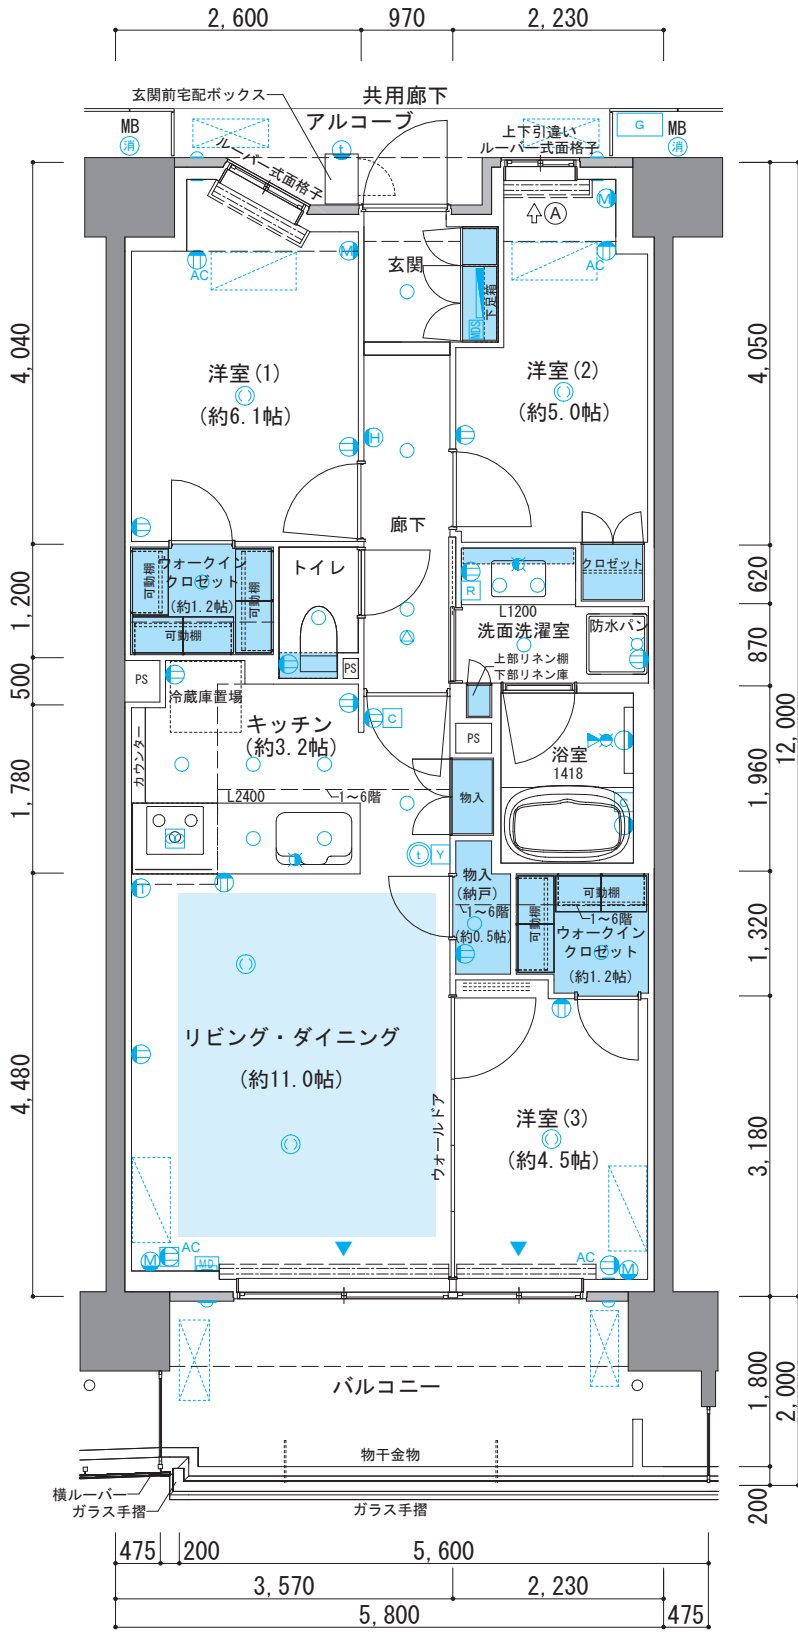 2,600 970 2,230
玄関前宅配ボックス
共用廊下
アルコーブ
MB
消
t
ルーバー式面格子
上下引違い
ルーバー式面格子
G
MB
消
A
M
M
AC
AC
玄関
下足箱
MDS
4,040
4,050
洋室(1)
(約6.1帖)
洋室(2)
(約5.0帖)
H
廊下
ウォークイン
クロゼット
(約1.2帖)
可動棚
可動棚
可動棚
トイレ
PS
R
L1200
クロゼット
洗面洗濯室
防水パン
上部リネン棚
下部リネン庫
1,200
500
1,780
620
870
1,960
12,000
PS
冷蔵庫置場
キッチン
(約3.2帖)
C
カウンター
L2400
1〜6階
PS
浴室
1418
C
物入
t
Y
物入
(納戸)
1〜6階
(約0.5帖)
可動棚
可動棚
1〜6階
ウォークイン
クロゼット
(約1.2帖)
1,320
T
リビング・ダイニング
(約11.0帖)
ウォールドア
洋室(3)
(約4.5帖)
4,480
3,180
AC
M
MD
AC
M
バルコニー
1,800
2,000
200
物干金物
横ルーバー
ガラス手摺
ガラス手摺
475 200 5,600
3,570 2,230
5,800 475